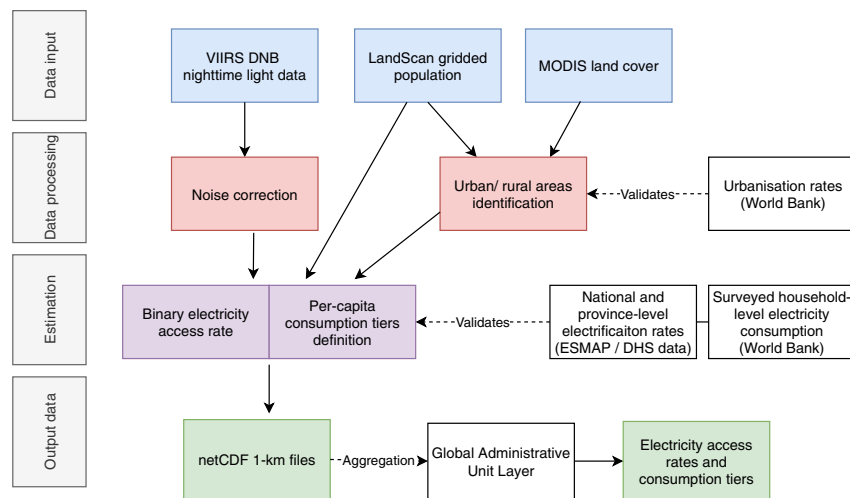 Data input
VIIRS DNB
nighttime light data
LandScan gridded
population
MODIS land cover
Data processing
Noise correction
Urban/ rural areas
identification
Validates
Urbanisation rates
(World Bank)
Estimation
Binary electricity
access rate
Per-capita
consumption tiers
definition
Validates
National and
province-level
electrificaiton rates
(ESMAP / DHS data)
Surveyed household-
level electricity
consumption
(World Bank)
Output data
netCDF 1-km files
Aggregation
Global Administrative
Unit Layer
Electricity access
rates and
consumption tiers